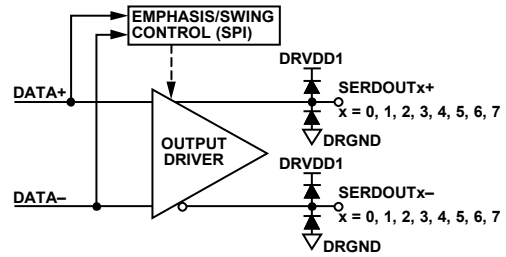 EMPHASIS/SWING
CONTROL (SPI)
DRVDD1
DATA+
SERDOUTx+
x = 0, 1, 2, 3, 4, 5, 6, 7
OUTPUT
DRIVER
DRGND
DRVDD1
DATA–
SERDOUTx–
x = 0, 1, 2, 3, 4, 5, 6, 7
DRGND